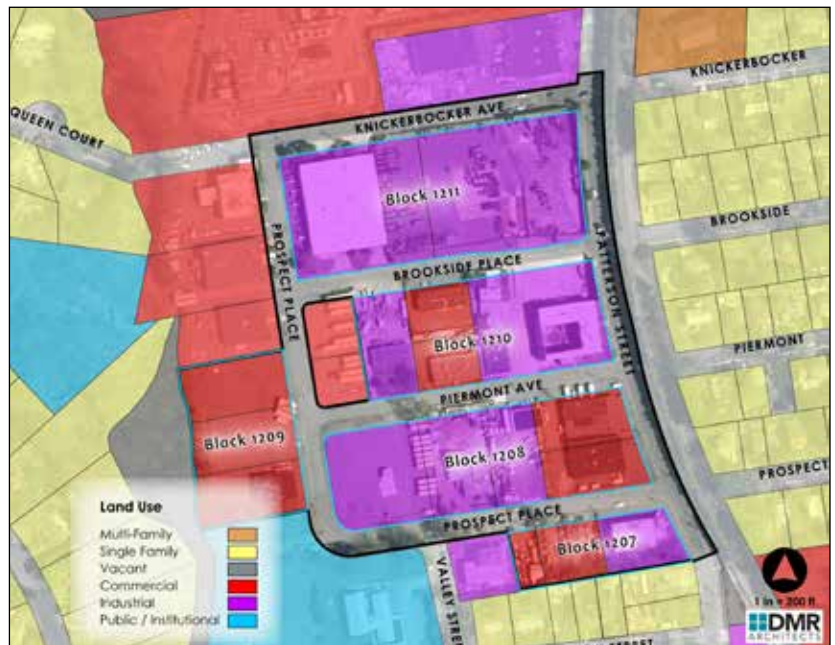 KNICKERBOCKER
KNICKERBOCKER AVE
QUEEN COURT
Block 1211
BROOKSIDE
PROSPECT PLACE
PATTERSON STREET
BROOKSIDE PLACE
Block 1210
PIERMONT
PIERMONT AVE
Block 1209
Block 1208
PROSPECT
PROSPECT PLACE
Block 1207
VALLEY STREET
STREET
Land Use
Multi-Family
Single Family
Vacant
Commercial
Industrial
Public / Institutional
1 in = 200 ft
DMR
ARCHITECTS